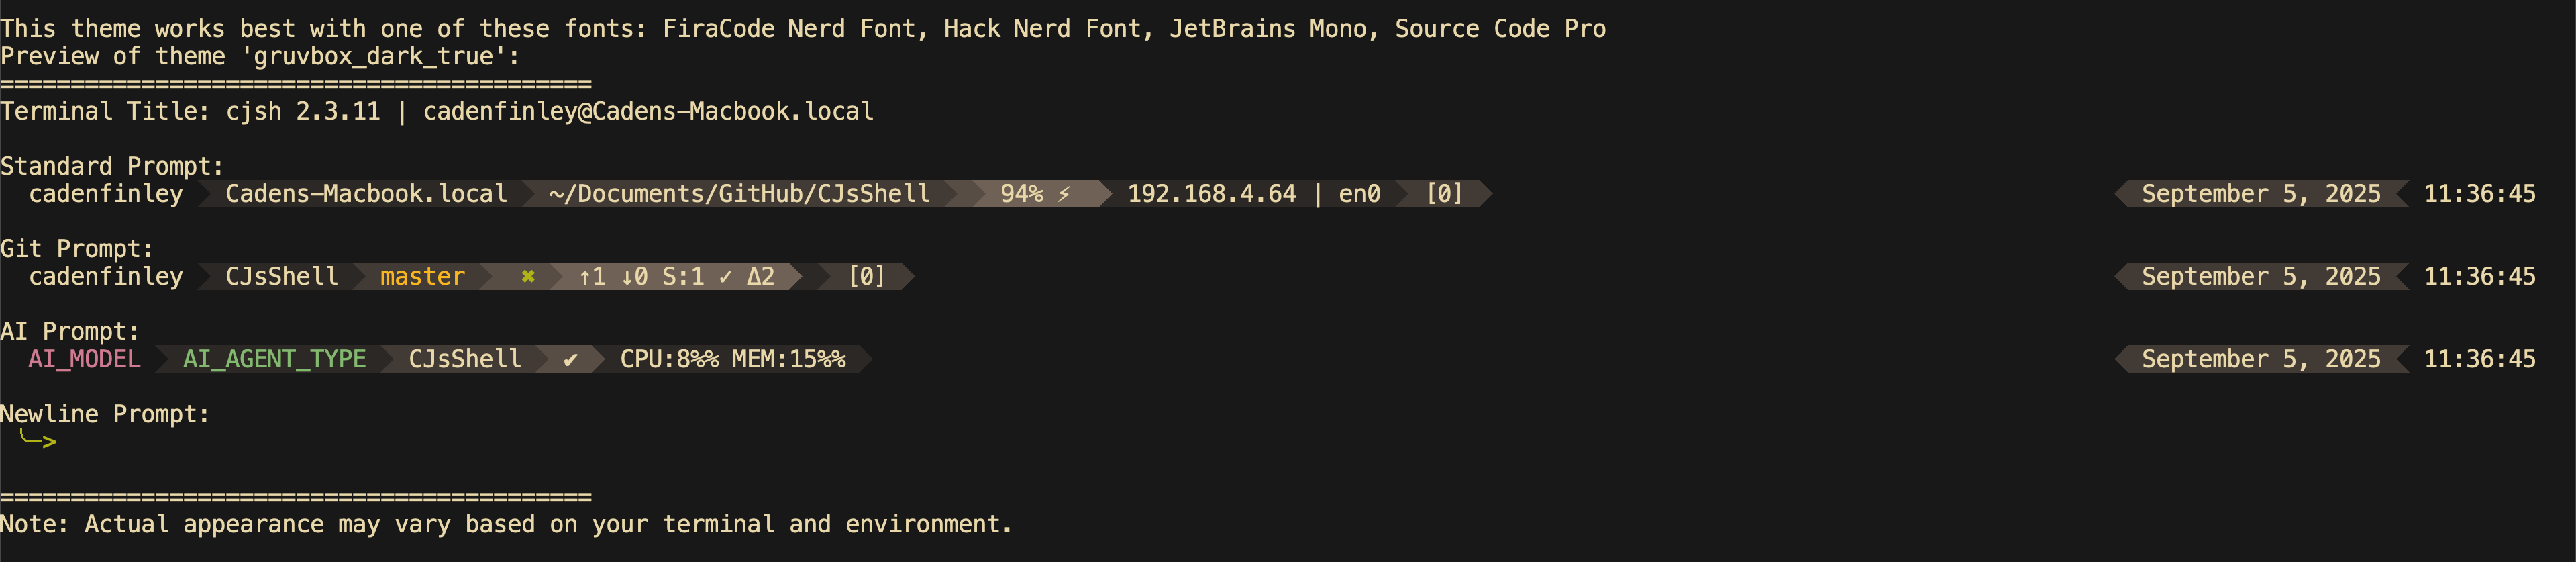 This theme works best with one of these fonts: FiraCode Nerd Font, Hack Nerd Font, JetBrains Mono, Source Code Pro
Preview of theme 'gruvbox_dark_true':
==========================================
Terminal Title: cjsh 2.3.11 | cadenfinley@Cadens-Macbook.local
Standard Prompt:
cadenfinley Cadens-Macbook.local ~/Documents/GitHub/CJsShell 94% ⚡ 192.168.4.64 | en0 [0] September 5, 2025 11:36:45
Git Prompt:
cadenfinley CJsShell master ✖ ↑1 ↓0 S:1 ✓ Δ2 [0] September 5, 2025 11:36:45
AI Prompt:
AI_MODEL AI_AGENT_TYPE CJsShell ✔ CPU:8%% MEM:15%% September 5, 2025 11:36:45
Newline Prompt:
╰─>
==========================================
Note: Actual appearance may vary based on your terminal and environment.